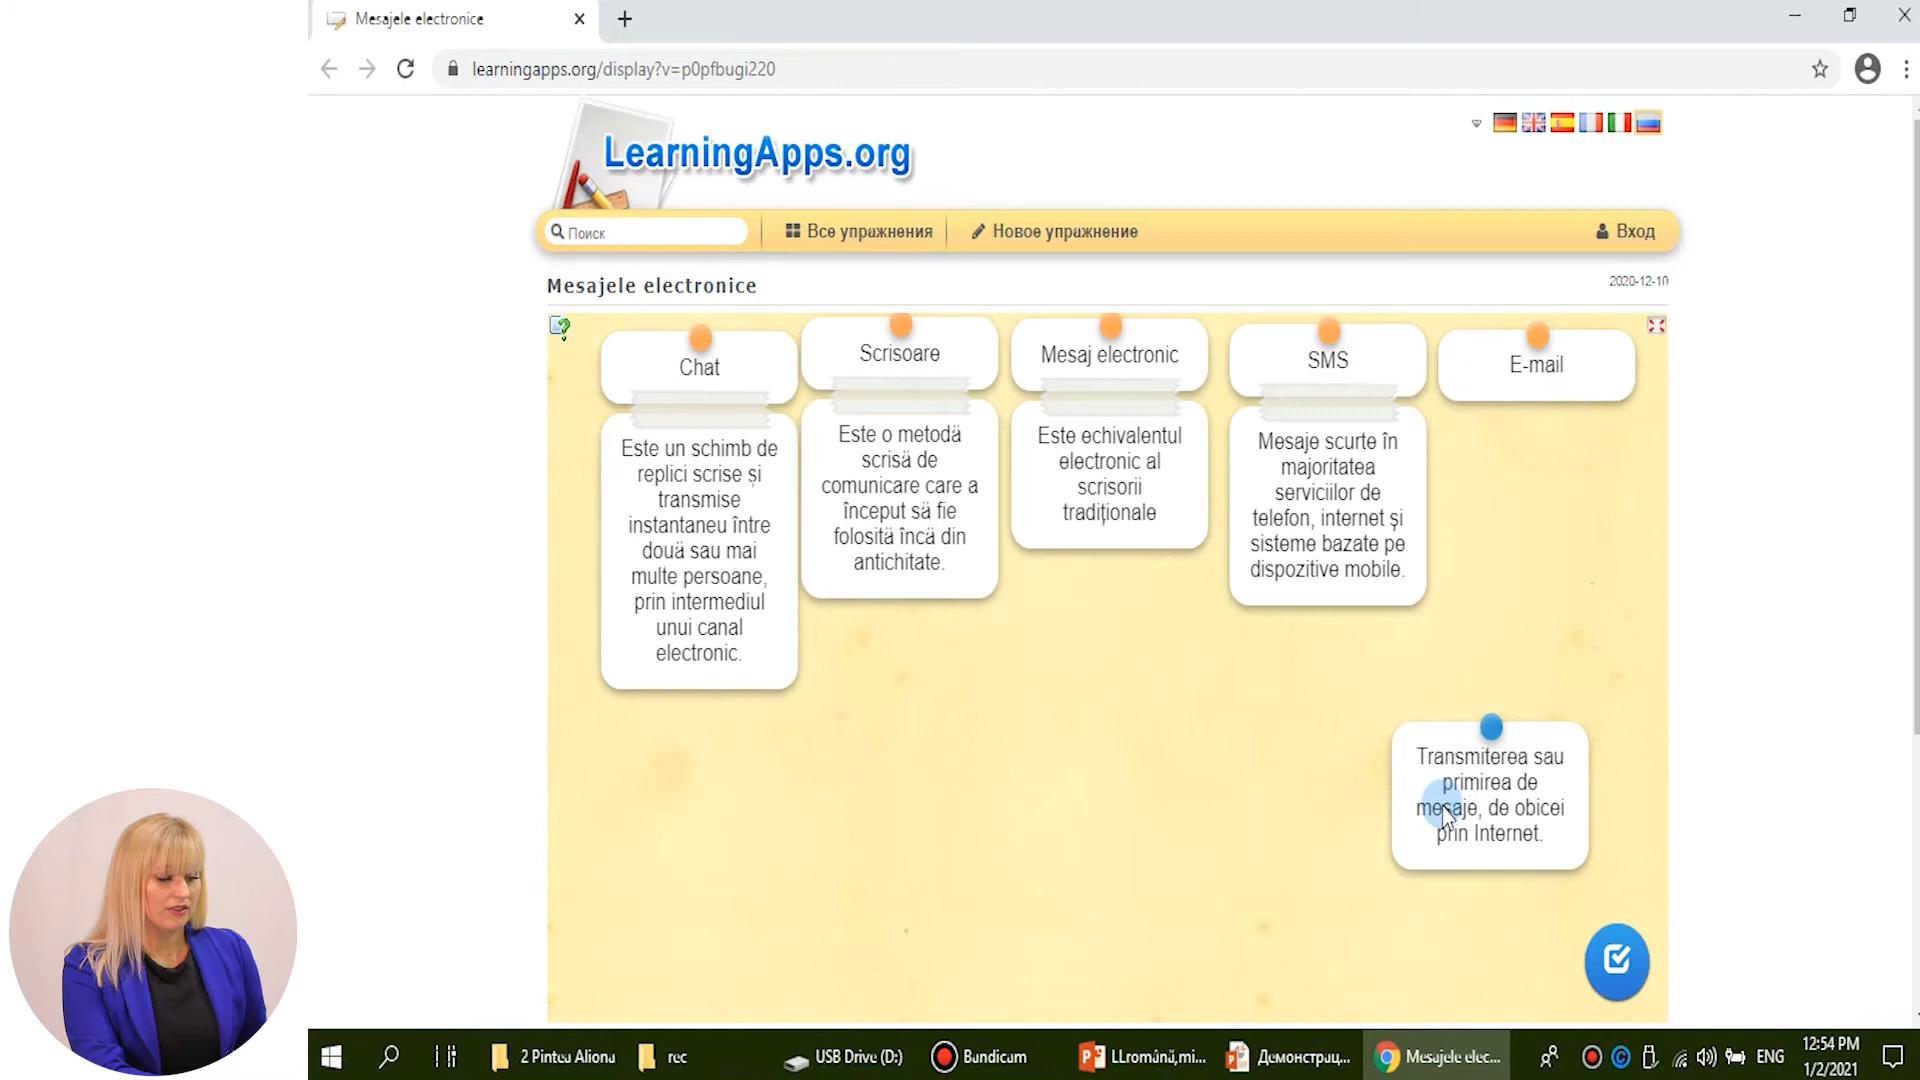 Mesajele electronice
learningapps.org/display?v=p0pfbugi220
LearningApps.org
Поиск
Все упражнения
Новое упражнение
Вход
Mesajele electronice
2020-12-10
Chat
Este un schimb de
replici scrise și
transmise
instantaneu între
două sau mai
multe persoane,
prin intermediul
unui canal
electronic.
Scrisoare
Este o metodă
scrisă de
comunicare care a
început să fie
folosită încă din
antichitate.
Mesaj electronic
Este echivalentul
electronic al
scrisorii
tradiționale
SMS
Mesaje scurte în
majoritatea
serviciilor de
telefon, internet și
sisteme bazate pe
dispozitive mobile.
E-mail
Transmiterea sau
primirea de
mesaje, de obicei
prin Internet.
2 Pintea Aliona
rec
USB Drive (D:)
Bandicam
LLromână,mi...
Демонстрац...
Mesajele elec...
ENG
12:54 PM
1/2/2021